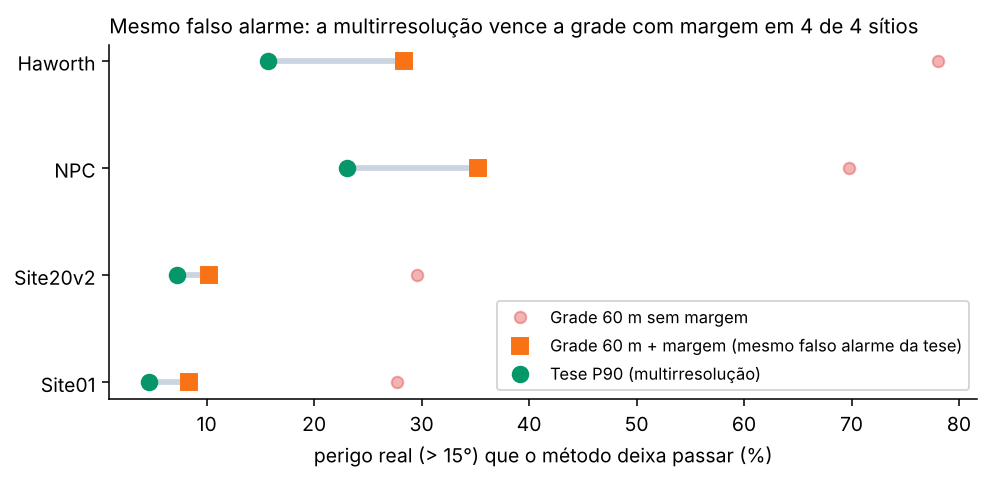 Mesmo falso alarme: a multirresolução vence a grade com margem em 4 de 4 sítios
Haworth
NPC
Site20v2
Site01
Grade 60 m sem margem
Grade 60 m + margem (mesmo falso alarme da tese)
Tese P90 (multirresolução)
10 20 30 40 50 60 70 80
perigo real (> 15°) que o método deixa passar (%)